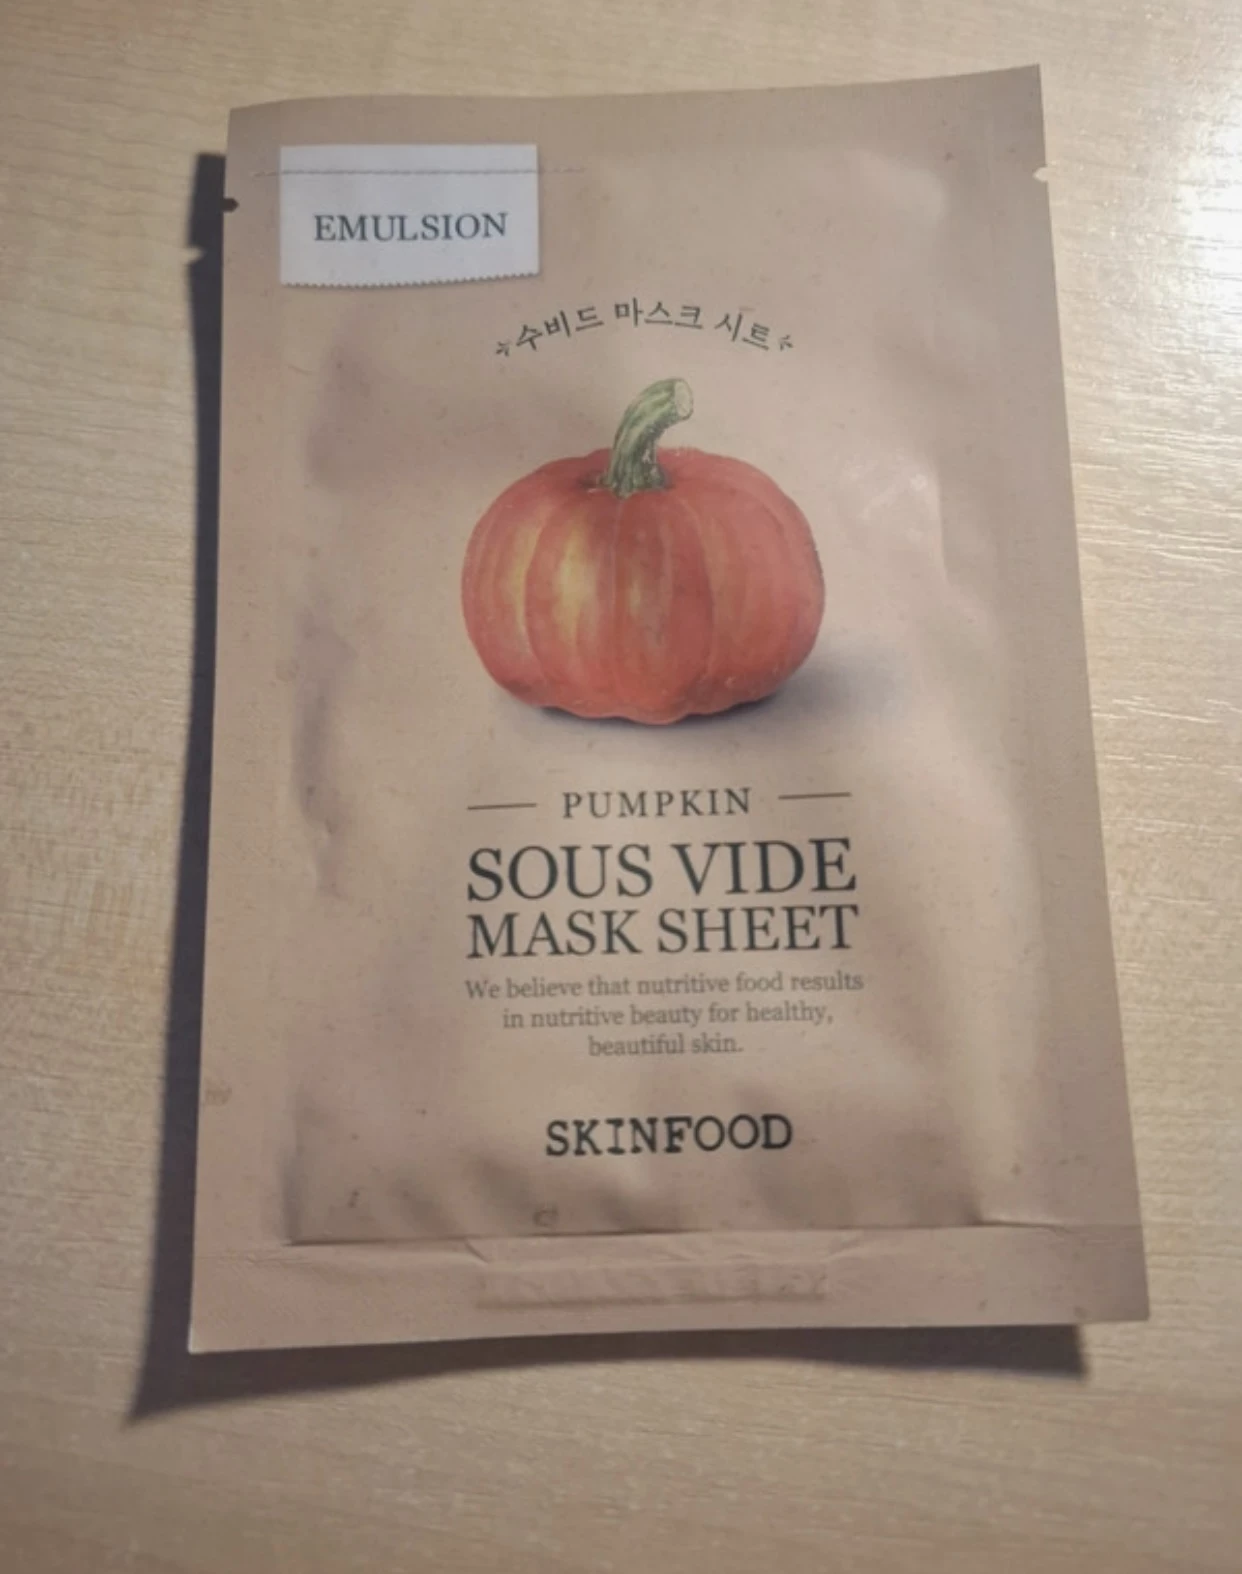 EMULSION
수비드 마스크 시트
PUMPKIN
SOUS VIDE
MASK SHEET
We believe that nutritive food results
in nutritive beauty for healthy,
beautiful skin.
SKINFOOD